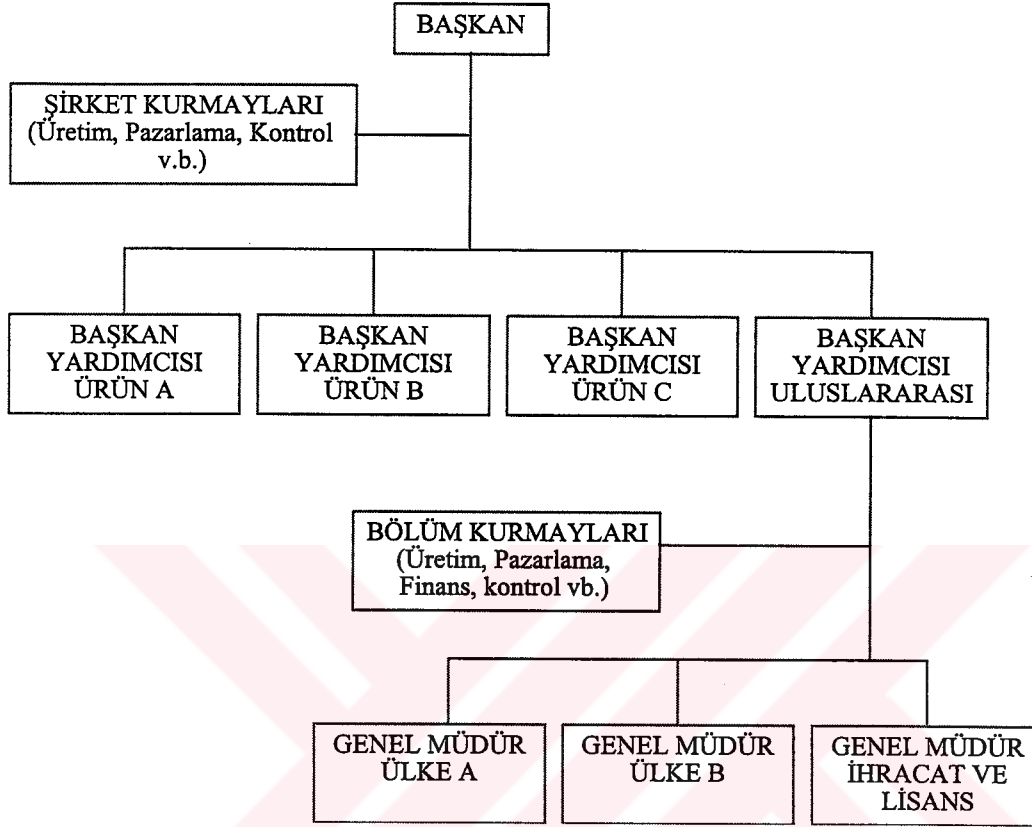 BAŞKAN
ŞİRKET KURMAYLARI
(Üretim, Pazarlama, Kontrol
v.b.)
BAŞKAN
YARDIMCISI
ÜRÜN A
BAŞKAN
YARDIMCISI
ÜRÜN B
BAŞKAN
YARDIMCISI
ÜRÜN C
BAŞKAN
YARDIMCISI
ULUSLARARASI
BÖLÜM KURMAYLARI
(Üretim, Pazarlama,
Finans, kontrol vb.)
GENEL MÜDÜR
ÜLKE A
GENEL MÜDÜR
ÜLKE B
GENEL MÜDÜR
İHRACAT VE
LİSANS